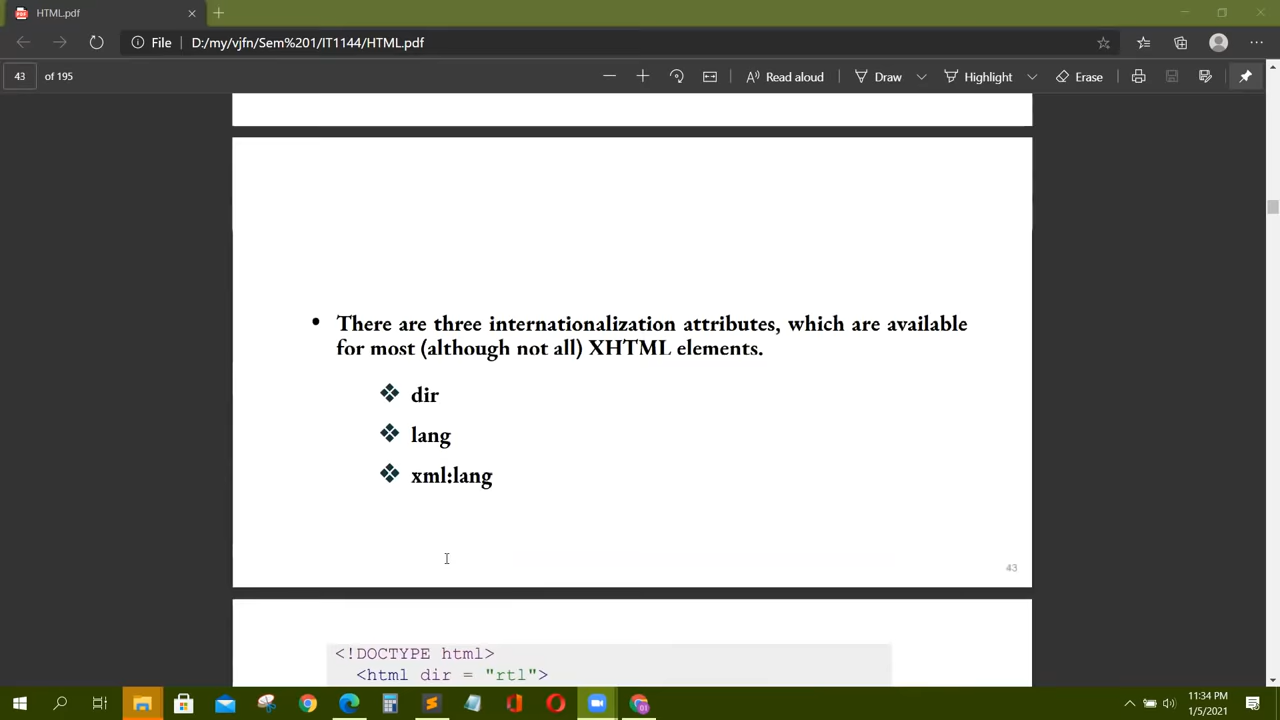 HTML.pdf
File D:/my/vjfn/Sem%201/IT1144/HTML.pdf
43 of 195
Read aloud Draw Highlight Erase
• There are three internationalization attributes, which are available
for most (although not all) XHTML elements.
❖ dir
❖ lang
❖ xml:lang
43
<!DOCTYPE html>
<html dir = "rtl">
11:34 PM
1/5/2021